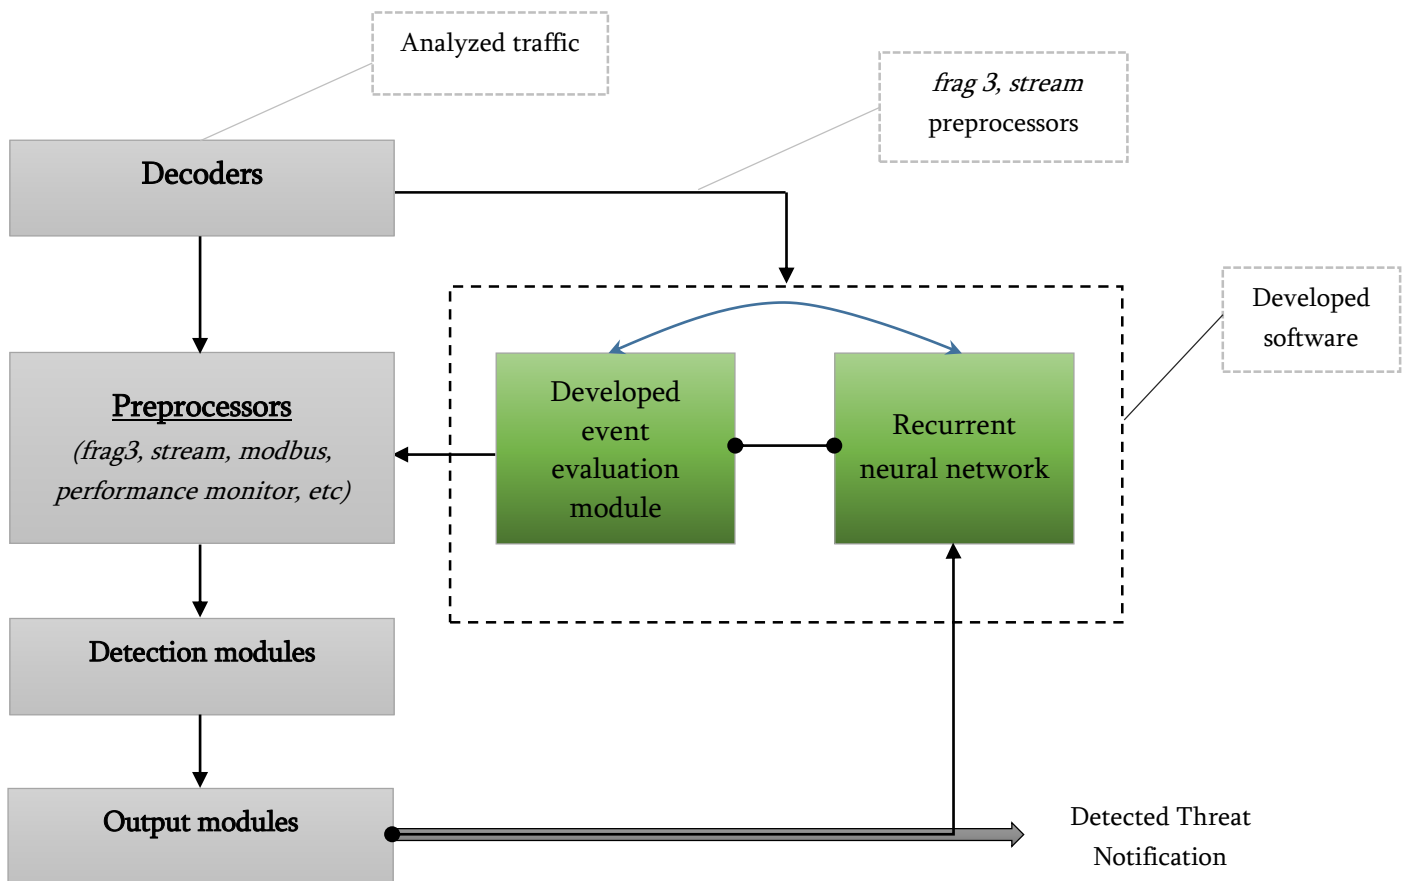 Analyzed traffic
frag 3, stream
preprocessors
Decoders
Developed
software
Preprocessors
(frag3, stream, modbus,
performance monitor, etc)
Developed
event
evaluation
module
Recurrent
neural network
Detection modules
Output modules
Detected Threat
Notification